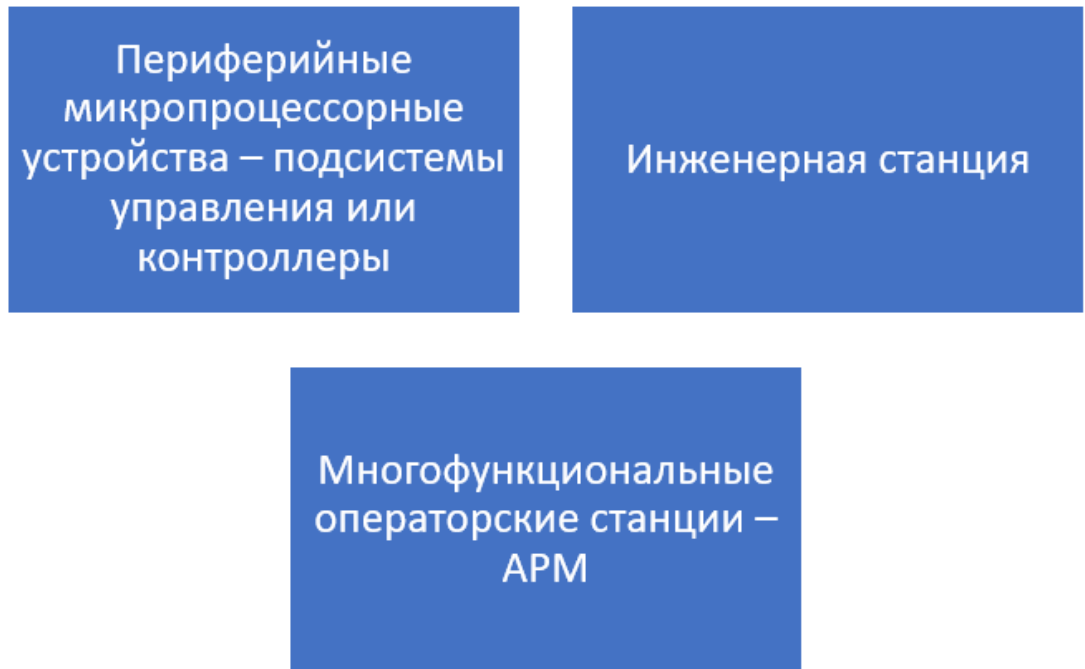 Периферийные
микропроцессорные
устройства – подсистемы
управления или
контроллеры
Инженерная станция
Многофункциональные
операторские станции –
АРМ